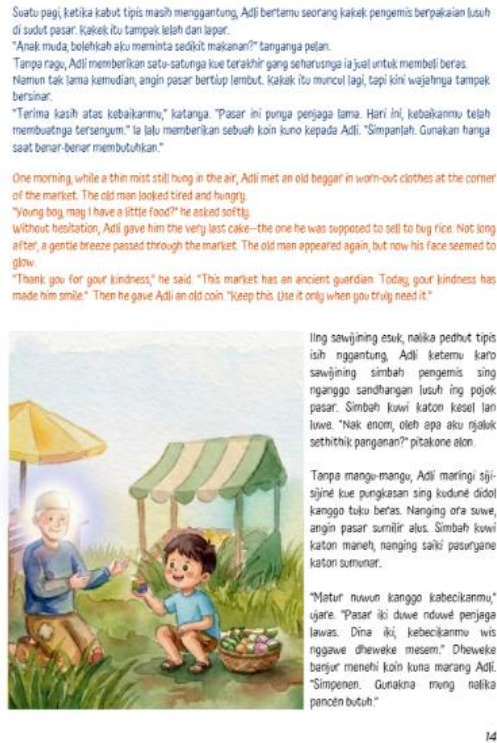 Suatu pagi, ketika kabut tipis masih menggantung, Adji bertemu seorang kakek pengemis berpakaian lusuh
di sudut pasar. Kakek itu tampak lelah dan lapar.
"Anak muda, bolehkah aku meminta sedikit makanan?" tanyanga pelan.
Tanpa ragu, Adji memberikan satu-satunya kue terakhir yang seharusnya ia jual untuk membeli beras.
Namun tak lama kemudian, angin pasar bertiup lembut. Kakek itu muncul lagi, tapi kini wajahnya tampak
bersinar.
"Terima kasih atas kebaikanmu," katanya. "Pasar ini punya penjaga lama. Hari ini, kebaikanmu telah
membuatnya tersenyum." Ia lalu memberikan sebuah koin kuno kepada Adji. "Simpanlah. Gunakan hanya
saat benar-benar membutuhkan."
One morning, while a thin mist still hung in the air, Adji met an old beggar in worn-out clothes at the corner
of the market. The old man looked tired and hungry.
"Young boy, may I have a little food?" he asked softly.
Without hesitation, Adji gave him the very last cake—the one he was supposed to sell to buy rice. Not long
after, a gentle breeze passed through the market. The old man appeared again, but now his face seemed to
glow.
"Thank you for your kindness," he said. "This market has an ancient guardian. Today, your kindness has
made him smile." Then he gave Adji an old coin. "Keep this. Use it only when you truly need it."
IIng sawijining esuk, nalika pedhut tipis
isih nggantung, Adji ketemu karo
sawijining simbah pengemis sing
nganggo sandhangan lusuh ing pojok
pasar. Simbah kuwi katon kesel lan
luwe. "Nak enom, oleh apa aku njaluk
sethithik panganan?" pitakone alon.
Tanpa mangu-mangu, Adji maringi siji-
sijiné kue pungkasan sing kuduné didol
kanggo tuku beras. Nanging ora suwe,
angin pasar sumilir alus. Simbah kuwi
katon maneh, nanging saiki pasuryane
katon sumunar.
"Matur nuwun kanggo kabecikanmu,"
ujare. "Pasar iki duwe nduwé penjaga
lawas. Dina iki, kebecikanmu wis
nggawe dheweke mesem." Dheweke
banjur menehi koin kuna marang Adji.
"Simpenen. Gunakna mung nalika
pancén butuh."
14